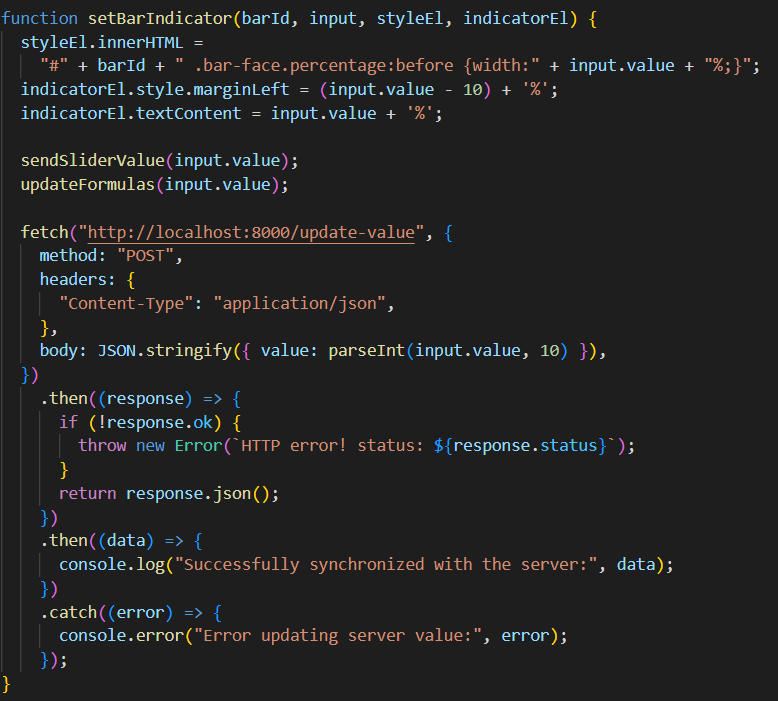 function setBarIndicator(barId, input, styleEl, indicatorEl) {
  styleEl.innerHTML =
    "#" + barId + " .bar-face.percentage:before {width:" + input.value + "%;}";
  indicatorEl.style.marginLeft = (input.value - 10) + '%';
  indicatorEl.textContent = input.value + '%';

  sendSliderValue(input.value);
  updateFormulas(input.value);

  fetch("http://localhost:8000/update-value", {
    method: "POST",
    headers: {
      "Content-Type": "application/json",
    },
    body: JSON.stringify({ value: parseInt(input.value, 10) }),
  })
    .then((response) => {
      if (!response.ok) {
        throw new Error(`HTTP error! status: ${response.status}`);
      }
      return response.json();
    })
    .then((data) => {
      console.log("Successfully synchronized with the server:", data);
    })
    .catch((error) => {
      console.error("Error updating server value:", error);
    });
}